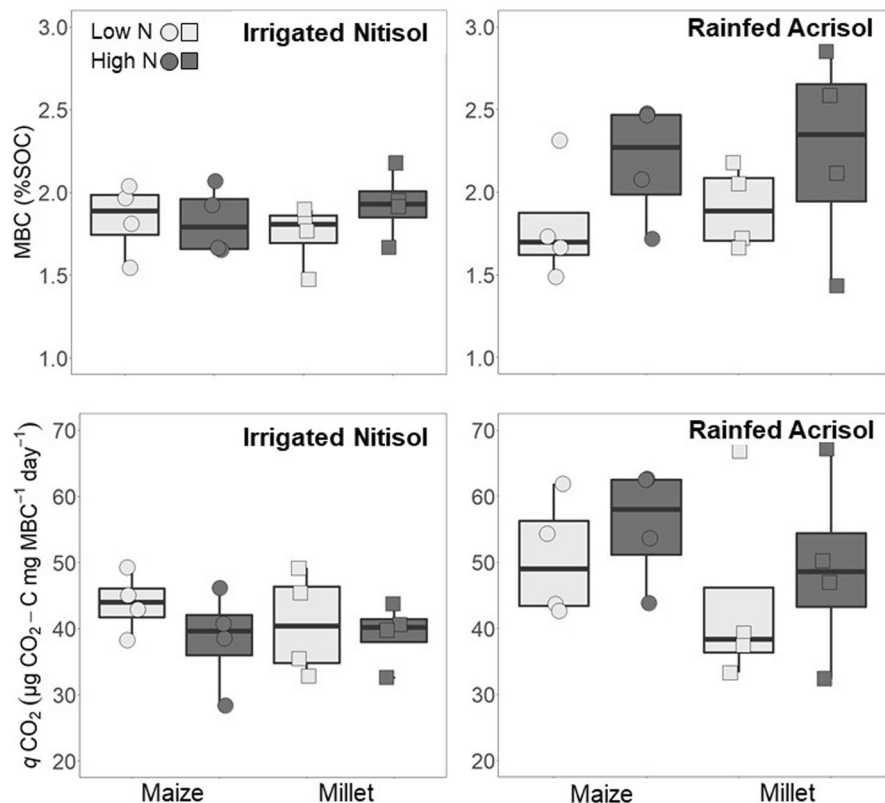 MBC (%SOC)
3.0
2.5
2.0
1.5
1.0
Low N
High N
Irrigated Nitisol
3.0
2.5
2.0
1.5
1.0
Rainfed Acrisol
q CO₂ (µg CO₂ – C mg MBC⁻¹ day⁻¹)
70
60
50
40
30
20
Irrigated Nitisol
70
60
50
40
30
20
Rainfed Acrisol
Maize Millet
Maize Millet